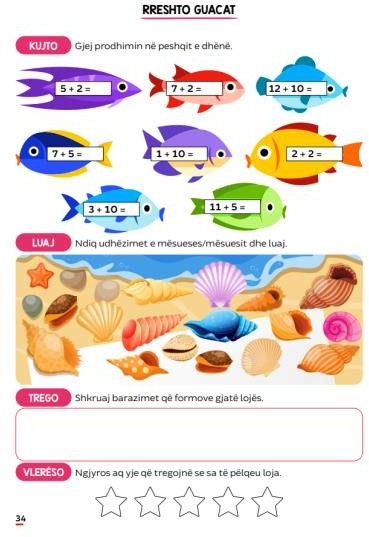 RRESHTO GUACAT
KUJTO Gjej prodhimin në peshqit e dhënë.
5 + 2 = 7 + 2 = 12 + 10 =
7 + 5 = 1 + 10 = 2 + 2 =
3 + 10 = 11 + 5 =
LUAJ Ndiq udhëzimet e mësueses/mësuesit dhe luaj.
TREGO Shkruaj barazimet që formove gjatë lojës.
VLERËSO Ngjyros aq yje që tregojnë se sa të pëlqeu loja.
34